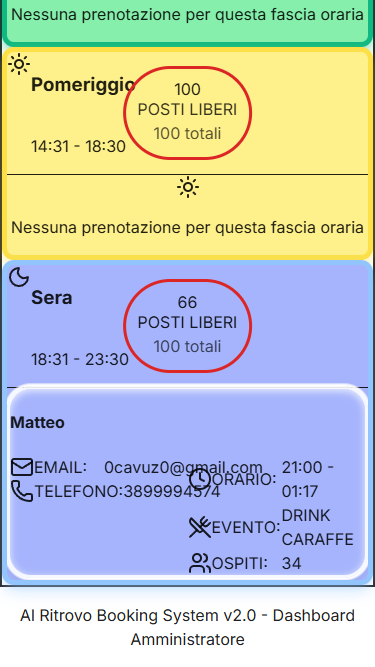 Nessuna prenotazione per questa fascia oraria
Pomeriggio
100
POSTI LIBERI
100 totali
14:31 - 18:30
Nessuna prenotazione per questa fascia oraria
Sera
66
POSTI LIBERI
100 totali
18:31 - 23:30
Matteo
EMAIL: 0cavuz0@gmail.com
TELEFONO:3899994574
ORARIO: 21:00 -
01:17
EVENTO: DRINK
CARAFFE
OSPITI: 34
Al Ritrovo Booking System v2.0 - Dashboard
Amministratore